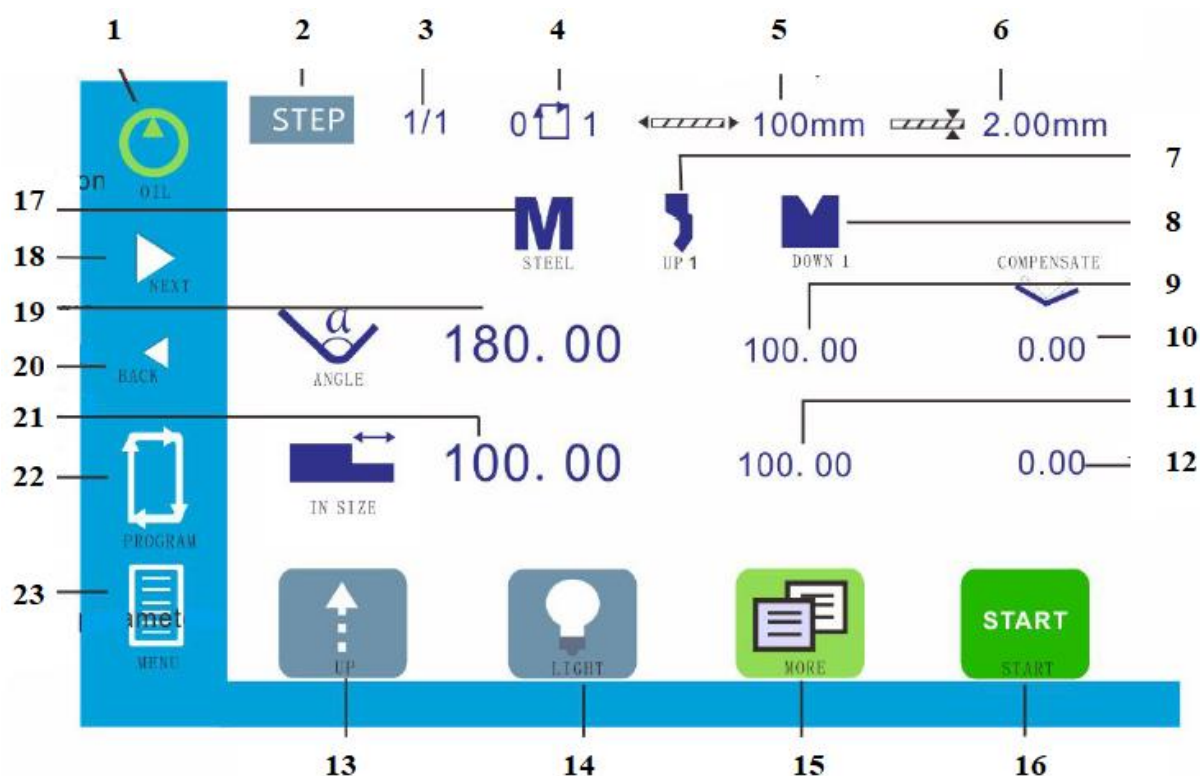 1 2 3 4 5 6
STEP 1/1 0 1 100mm 2.00mm
on
OIL
7
17
8
M
STEEL UP 1 DOWN 1 COMPENSATE
18
NEXT
9
19
α
180.00 100.00 0.00
10
ANGLE
20
BACK
21
11
100.00 100.00 0.00
12
22
IN SIZE
PROGRAM
23
amet
MENU
UP
LIGHT
MORE
START
START
13 14 15 16